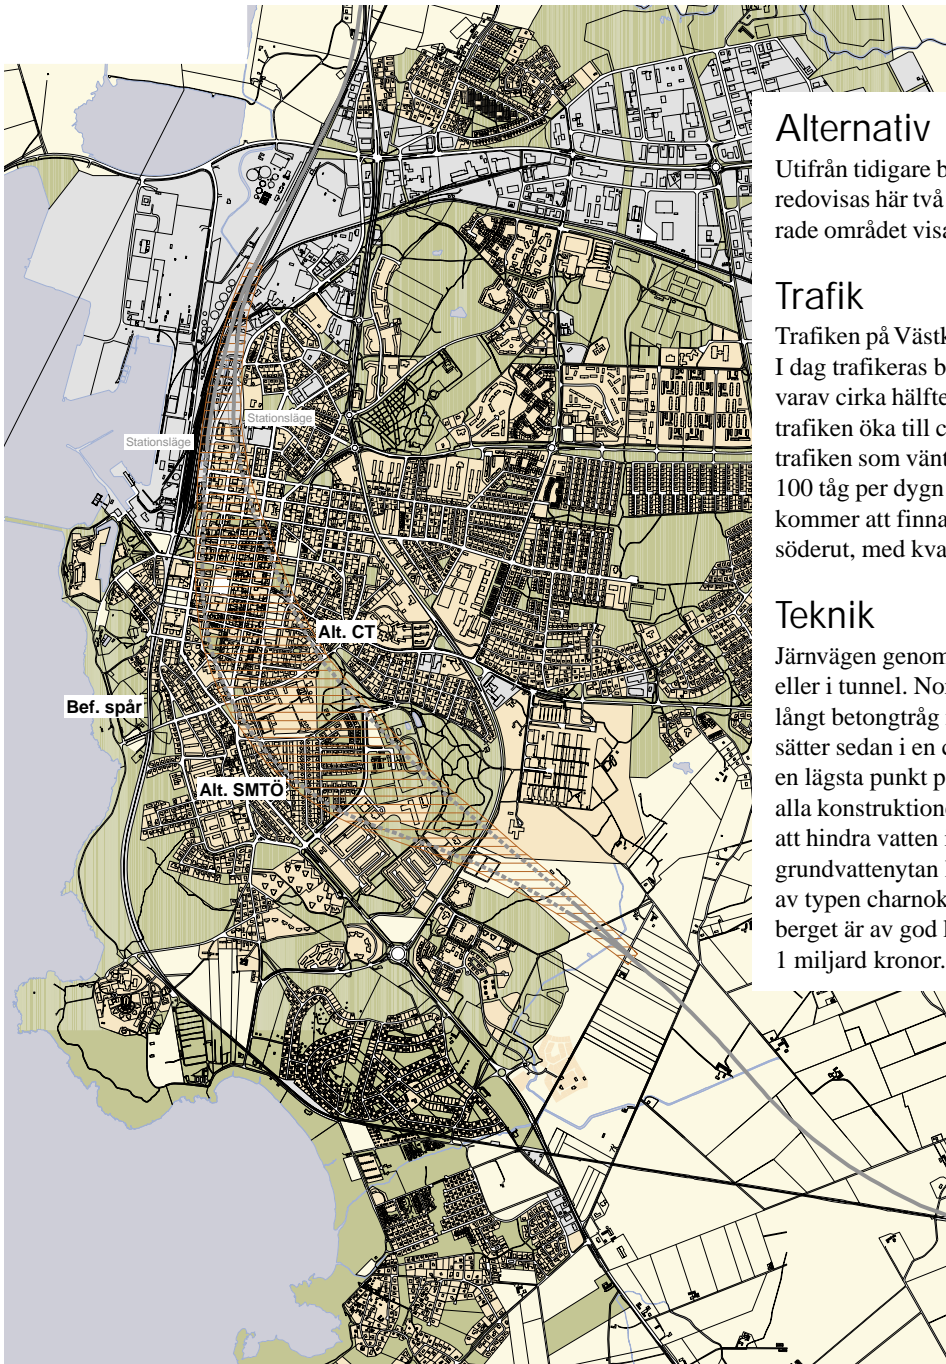 Alternativ
Utifrån tidigare b
redovisas här två
rade området visa
Trafik
Trafiken på Västk
I dag trafikeras b
varav cirka hälfte
trafiken öka till c
trafiken som vänt
100 tåg per dygn
kommer att finna
söderut, med kva
Teknik
Järnvägen genom
eller i tunnel. Nor
långt betongtråg
sätter sedan i en
en lägsta punkt p
alla konstruktione
att hindra vatten
grundvattenytan
av typen charnok
berget är av god
1 miljard kronor.
Stationsläge
Stationsläge
Alt. CT
Bef. spår
Alt. SMTÖ